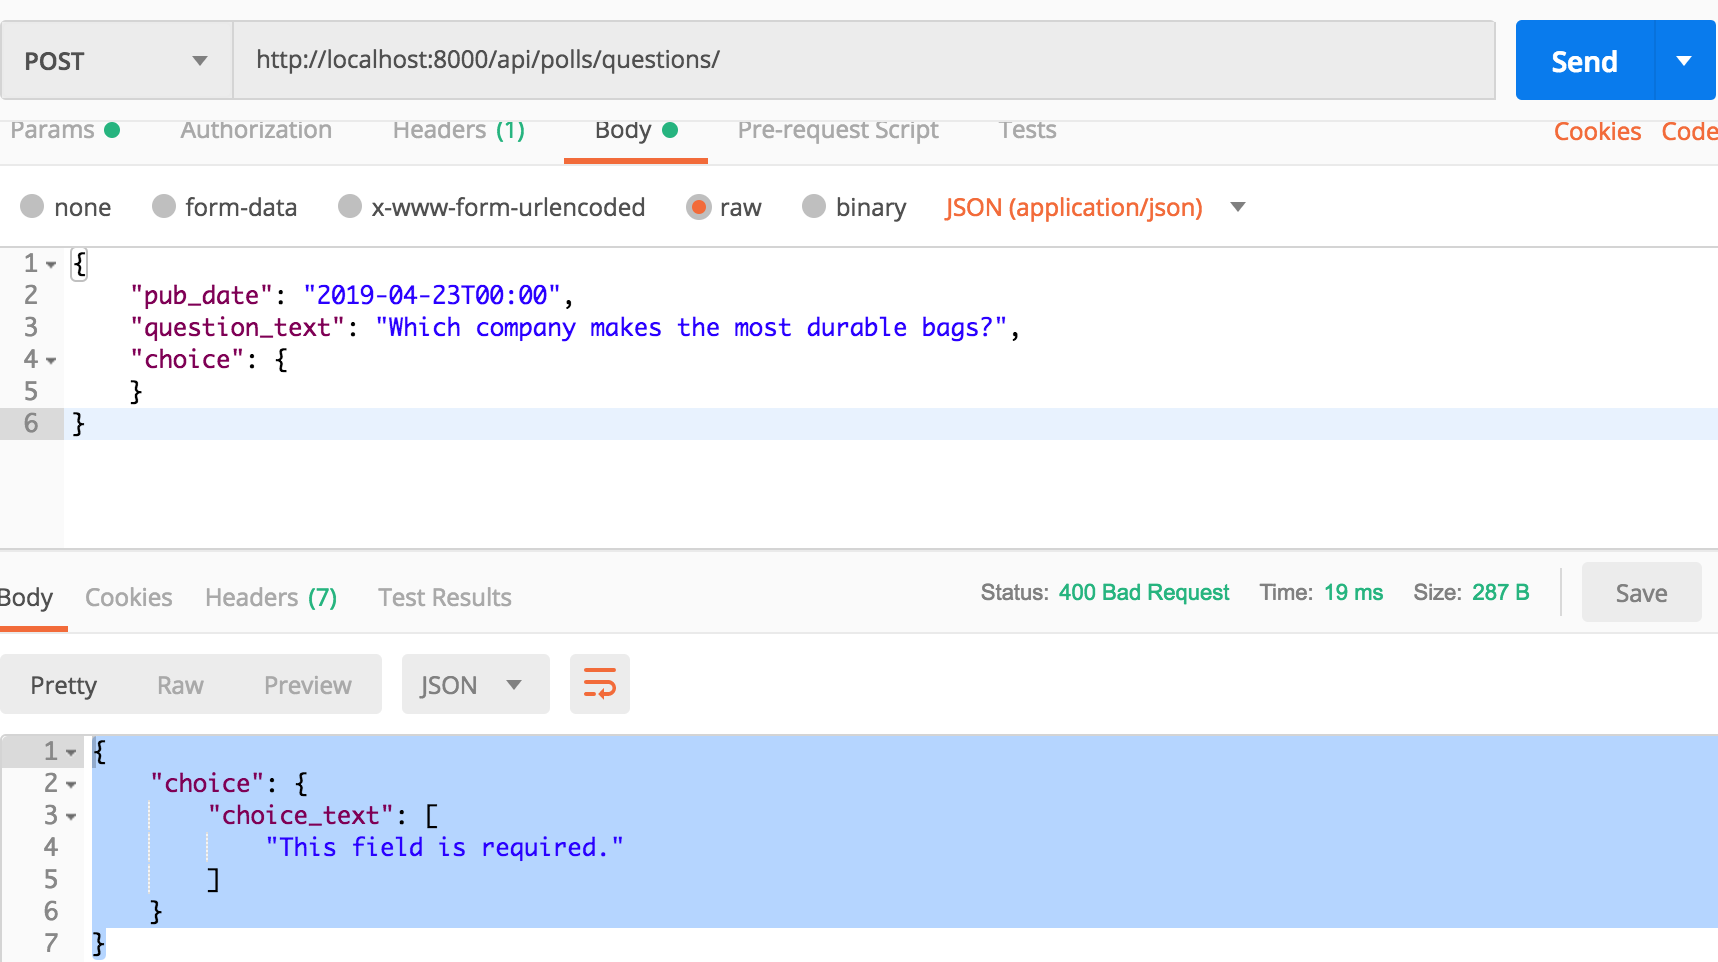 POST http://localhost:8000/api/polls/questions/ Send
Params Authorization Headers (1) Body Pre-request Script Tests Cookies Code
none form-data x-www-form-urlencoded raw binary JSON (application/json)
1 {
2 "pub_date": "2019-04-23T00:00",
3 "question_text": "Which company makes the most durable bags?",
4 "choice": {
5 }
6 }
Body Cookies Headers (7) Test Results Status: 400 Bad Request Time: 19 ms Size: 287 B Save
Pretty Raw Preview JSON
1 {
2 "choice": {
3 "choice_text": [
4 "This field is required."
5 ]
6 }
7 }